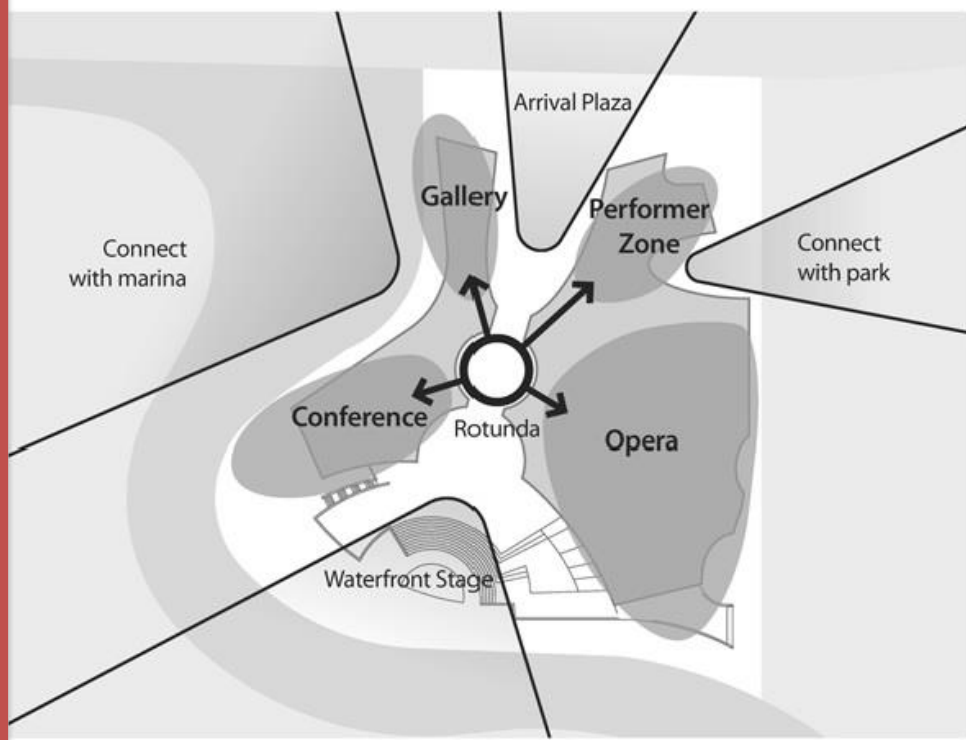 Arrival Plaza
Gallery
Performer
Zone
Connect
with marina
Connect
with park
Conference
Rotunda
Opera
Waterfront Stage